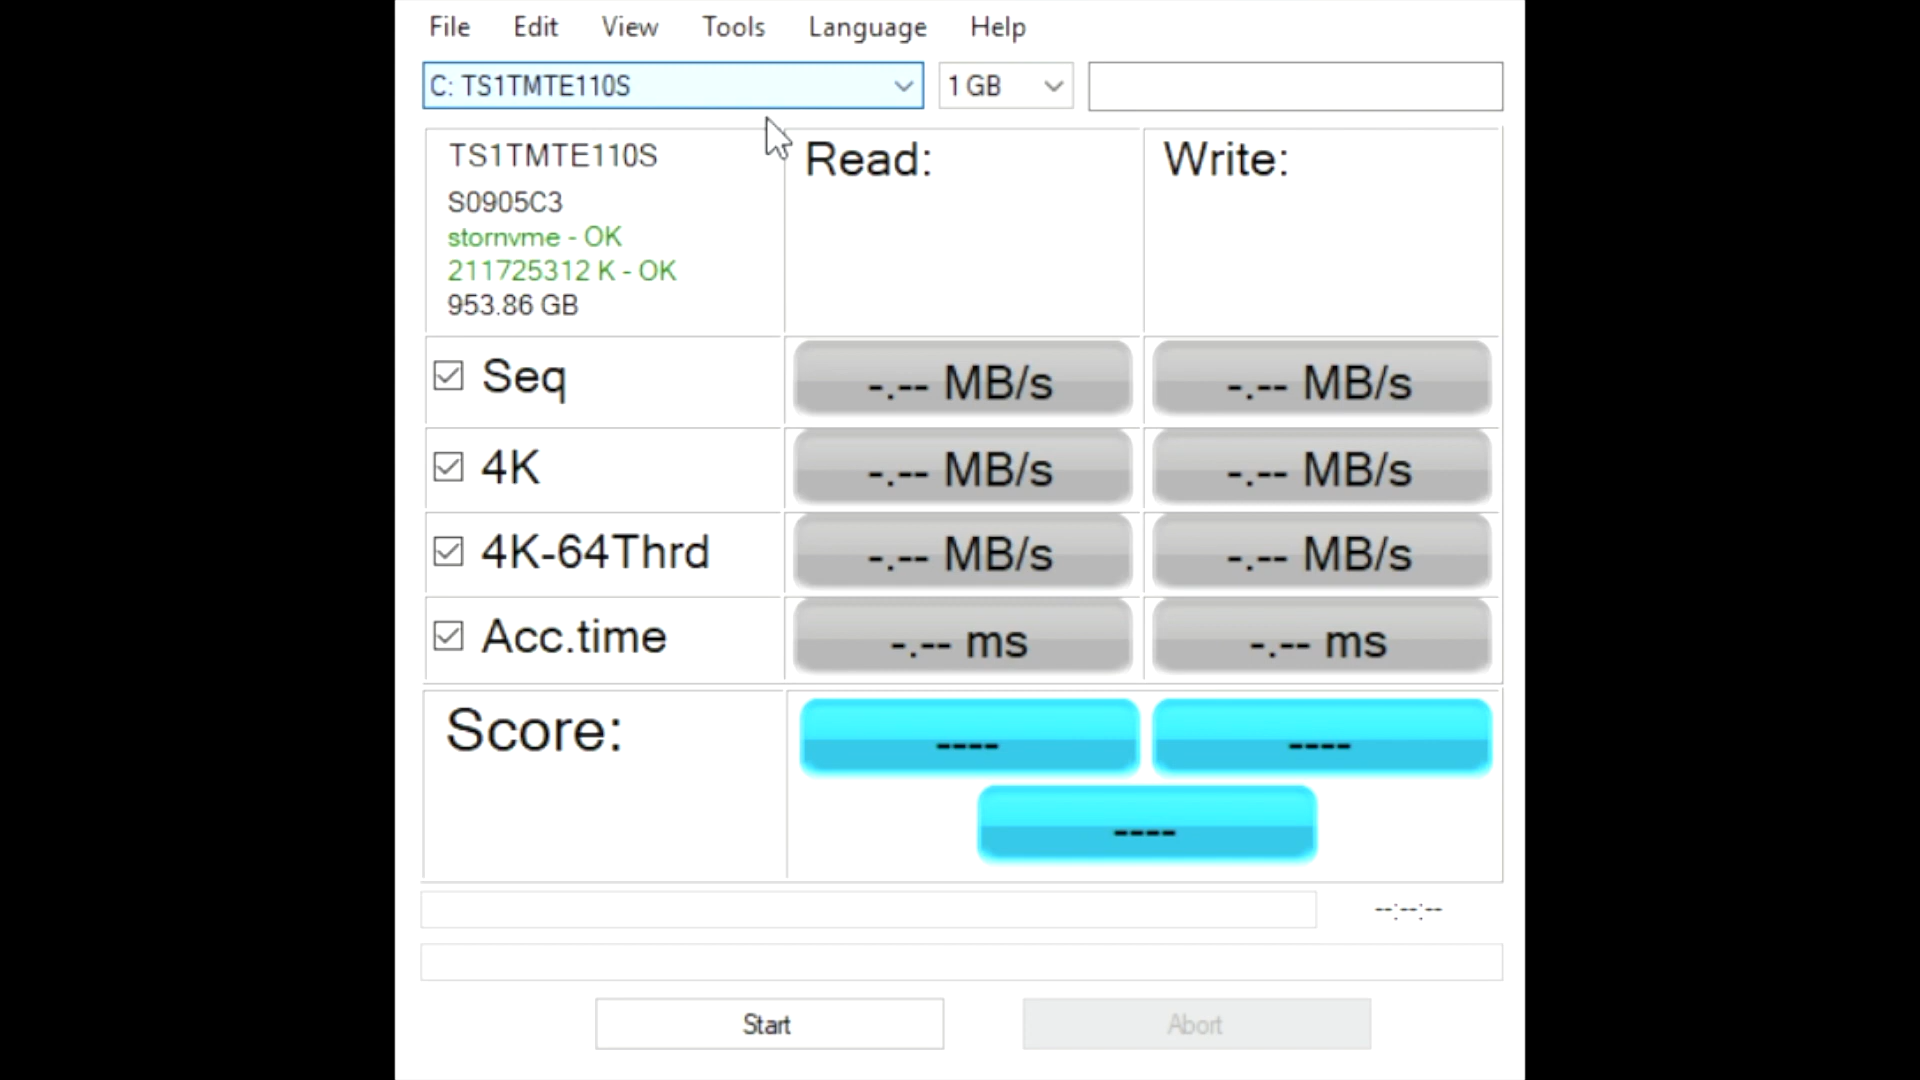 File Edit View Tools Language Help
C: TS1TMTE110S 1 GB
TS1TMTE110S Read: Write:
S0905C3
stornvme - OK
211725312 K - OK
953.86 GB
Seq -.-- MB/s -.-- MB/s
4K -.-- MB/s -.-- MB/s
4K-64Thrd -.-- MB/s -.-- MB/s
Acc.time -.-- ms -.-- ms
Score: ---- ----
----
--:--:--
Start Abort